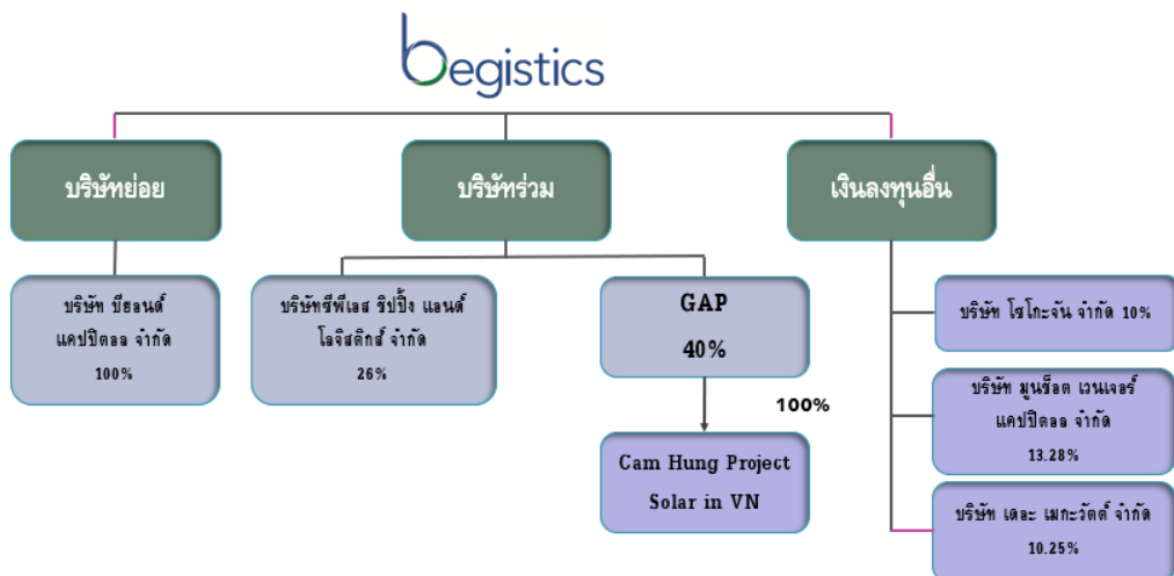 begistics
บริษัทย่อย
บริษัทร่วม
เงินลงทุนอื่น
บริษัท บียอนด์
แคปปิตอล จำกัด
100%
บริษัทซีพีเอส ชิปปิ้ง แอนด์
โลจิสติกส์ จำกัด
26%
GAP
40%
100%
Cam Hung Project
Solar in VN
บริษัท โซโกะจัน จำกัด 10%
บริษัท มูนช็อต เวนเจอร์
แคปปิตอล จำกัด
13.28%
บริษัท เดอะ เมกะวัตต์ จำกัด
10.25%